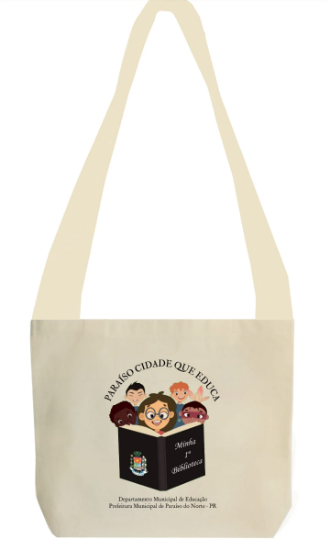 PARAÍSO CIDADE QUE EDUCA
Minha
1ª
Biblioteca
Departamento Municipal de Educação
Prefeitura Municipal de Paraíso do Norte - PR